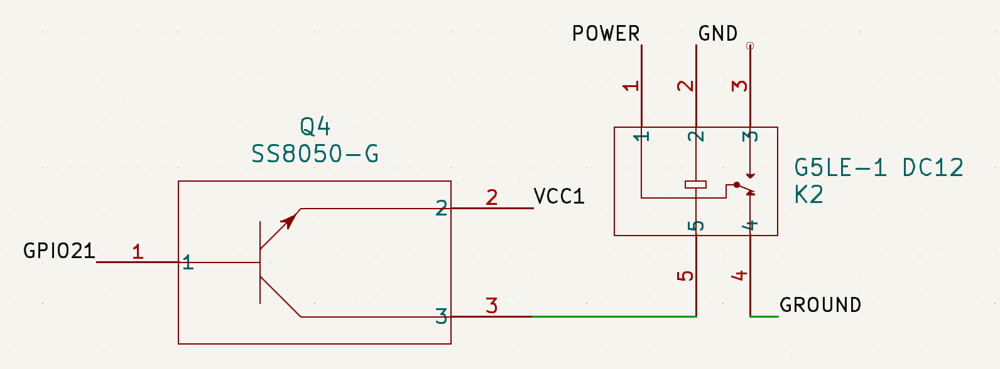 POWER GND
1 2 3
1 2 3
Q4
SS8050-G
G5LE-1 DC12
K2
2 VCC1
2
GPIO21 1
1
5 4
5 4
3
3
GROUND